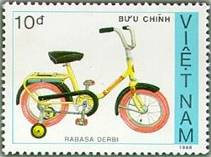 10đ BƯU CHÍNH
VIỆT NAM
RABASA DERBI
1988